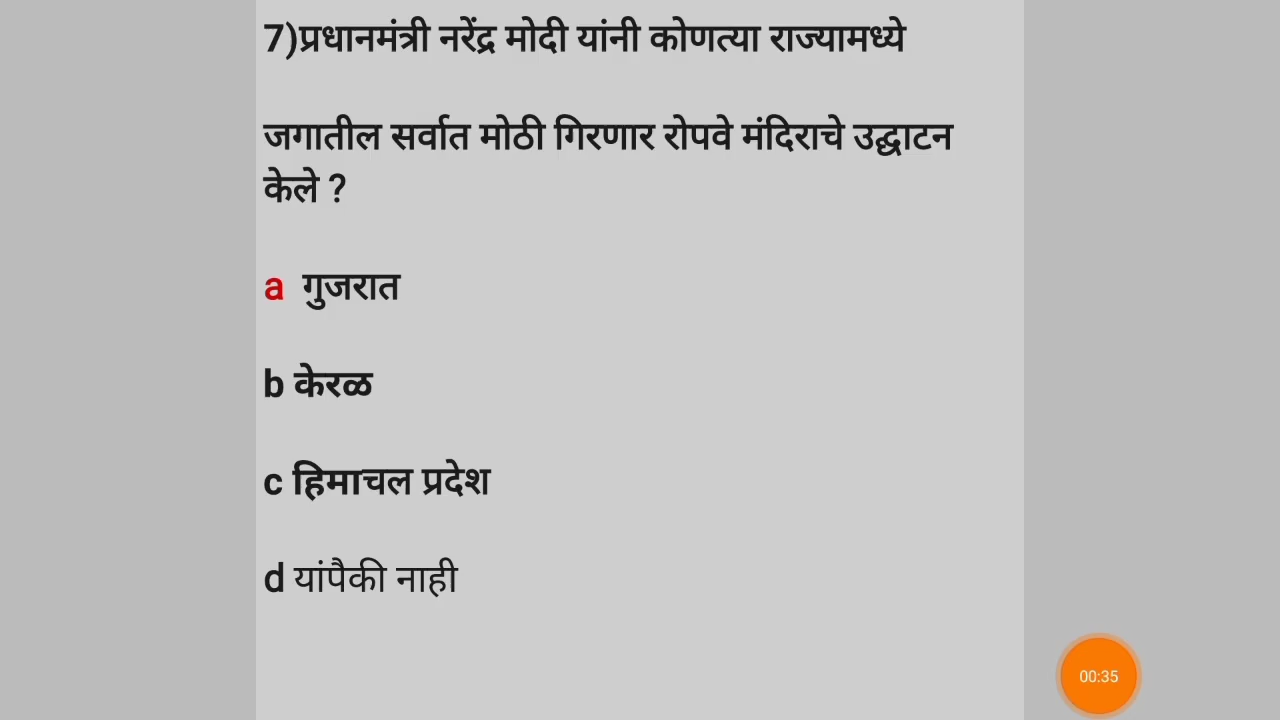 7)प्रधानमंत्री नरेंद्र मोदी यांनी कोणत्या राज्यामध्ये
जगातील सर्वात मोठी गिरणार रोपवे मंदिराचे उद्घाटन
केले ?
a गुजरात
b केरळ
c हिमाचल प्रदेश
d यांपैकी नाही
00:35